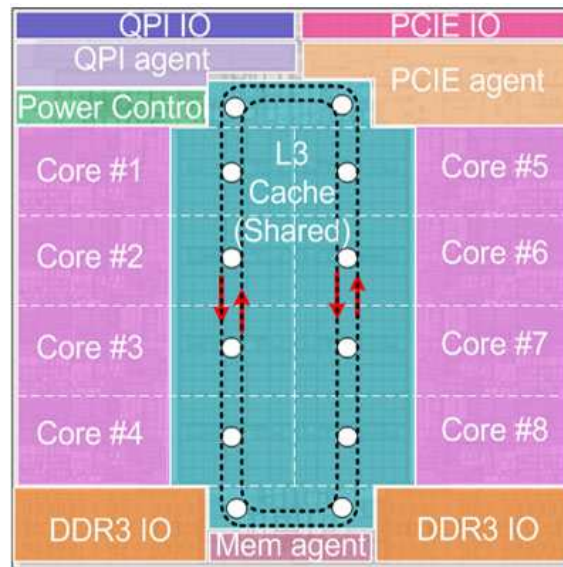 QPI IO
PCIE IO
QPI agent
PCIE agent
Power Control
L3
Cache
(Shared)
Core #1
Core #5
Core #2
Core #6
Core #3
Core #7
Core #4
Core #8
DDR3 IO
DDR3 IO
Mem agent